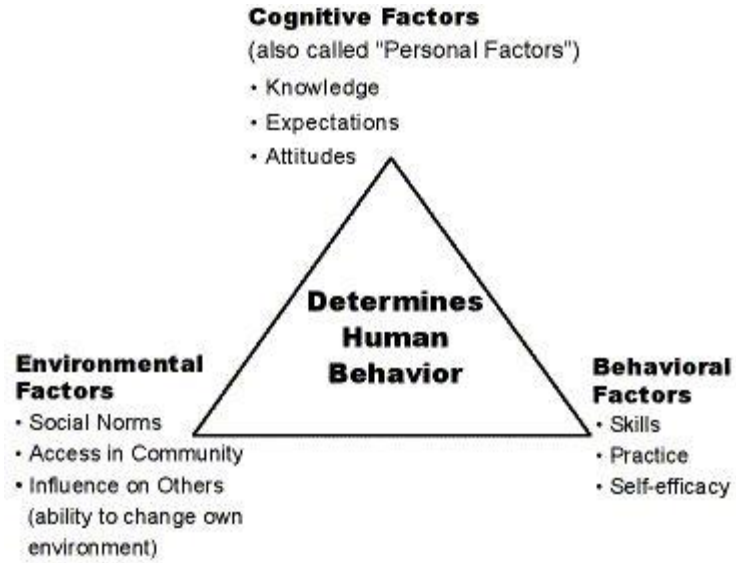 Cognitive Factors
(also called "Personal Factors")
• Knowledge
• Expectations
• Attitudes
Determines
Human
Behavior
Environmental
Factors
• Social Norms
• Access in Community
• Influence on Others
(ability to change own
environment)
Behavioral
Factors
• Skills
• Practice
• Self-efficacy